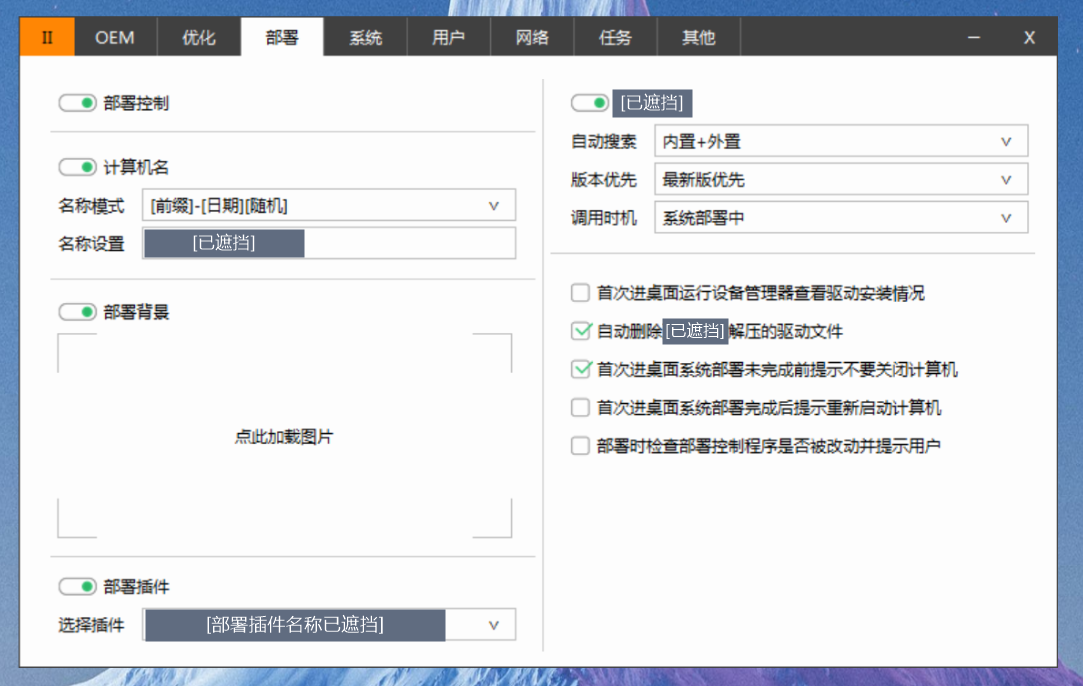 II OEM 优化 部署 系统 用户 网络 任务 其他 – X
部署控制
计算机名
名称模式 [前缀]-[日期][随机] v
名称设置 [已遮挡]
部署背景
点此加载图片
部署插件
选择插件 [部署插件名称已遮挡] v
[已遮挡]
自动搜索 内置+外置 v
版本优先 最新版优先 v
调用时机 系统部署中 v
首次进桌面运行设备管理器查看驱动安装情况
自动删除[已遮挡]解压的驱动文件
首次进桌面系统部署未完成前提示不要关闭计算机
首次进桌面系统部署完成后提示重新启动计算机
部署时检查部署控制程序是否被改动并提示用户